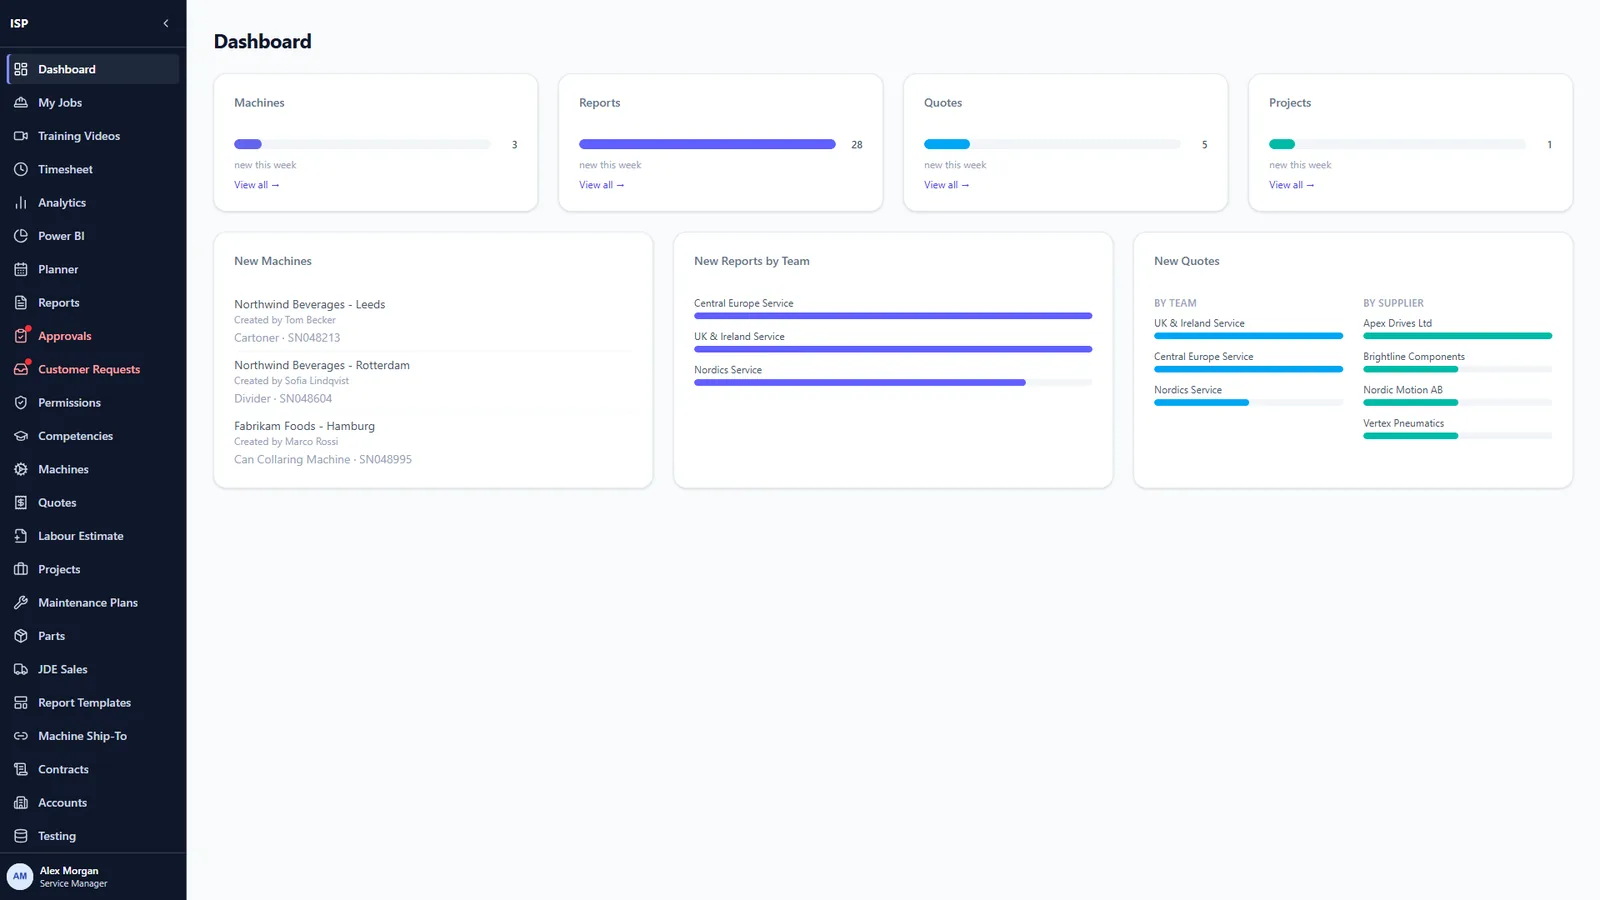 ISP
Dashboard
My Jobs
Training Videos
Timesheet
Analytics
Power BI
Planner
Reports
Approvals
Customer Requests
Permissions
Competencies
Machines
Quotes
Labour Estimate
Projects
Maintenance Plans
Parts
JDE Sales
Report Templates
Machine Ship-To
Contracts
Accounts
Testing
AM
Alex Morgan
Service Manager
Dashboard
Machines
3
new this week
View all →
Reports
28
new this week
View all →
Quotes
5
new this week
View all →
Projects
1
new this week
View all →
New Machines
Northwind Beverages - Leeds
Created by Tom Becker
Cartoner · SN048213
Northwind Beverages - Rotterdam
Created by Sofia Lindqvist
Divider · SN048604
Fabrikam Foods - Hamburg
Created by Marco Rossi
Can Collaring Machine · SN048995
New Reports by Team
Central Europe Service
UK & Ireland Service
Nordics Service
New Quotes
BY TEAM
UK & Ireland Service
Central Europe Service
Nordics Service
BY SUPPLIER
Apex Drives Ltd
Brightline Components
Nordic Motion AB
Vertex Pneumatics